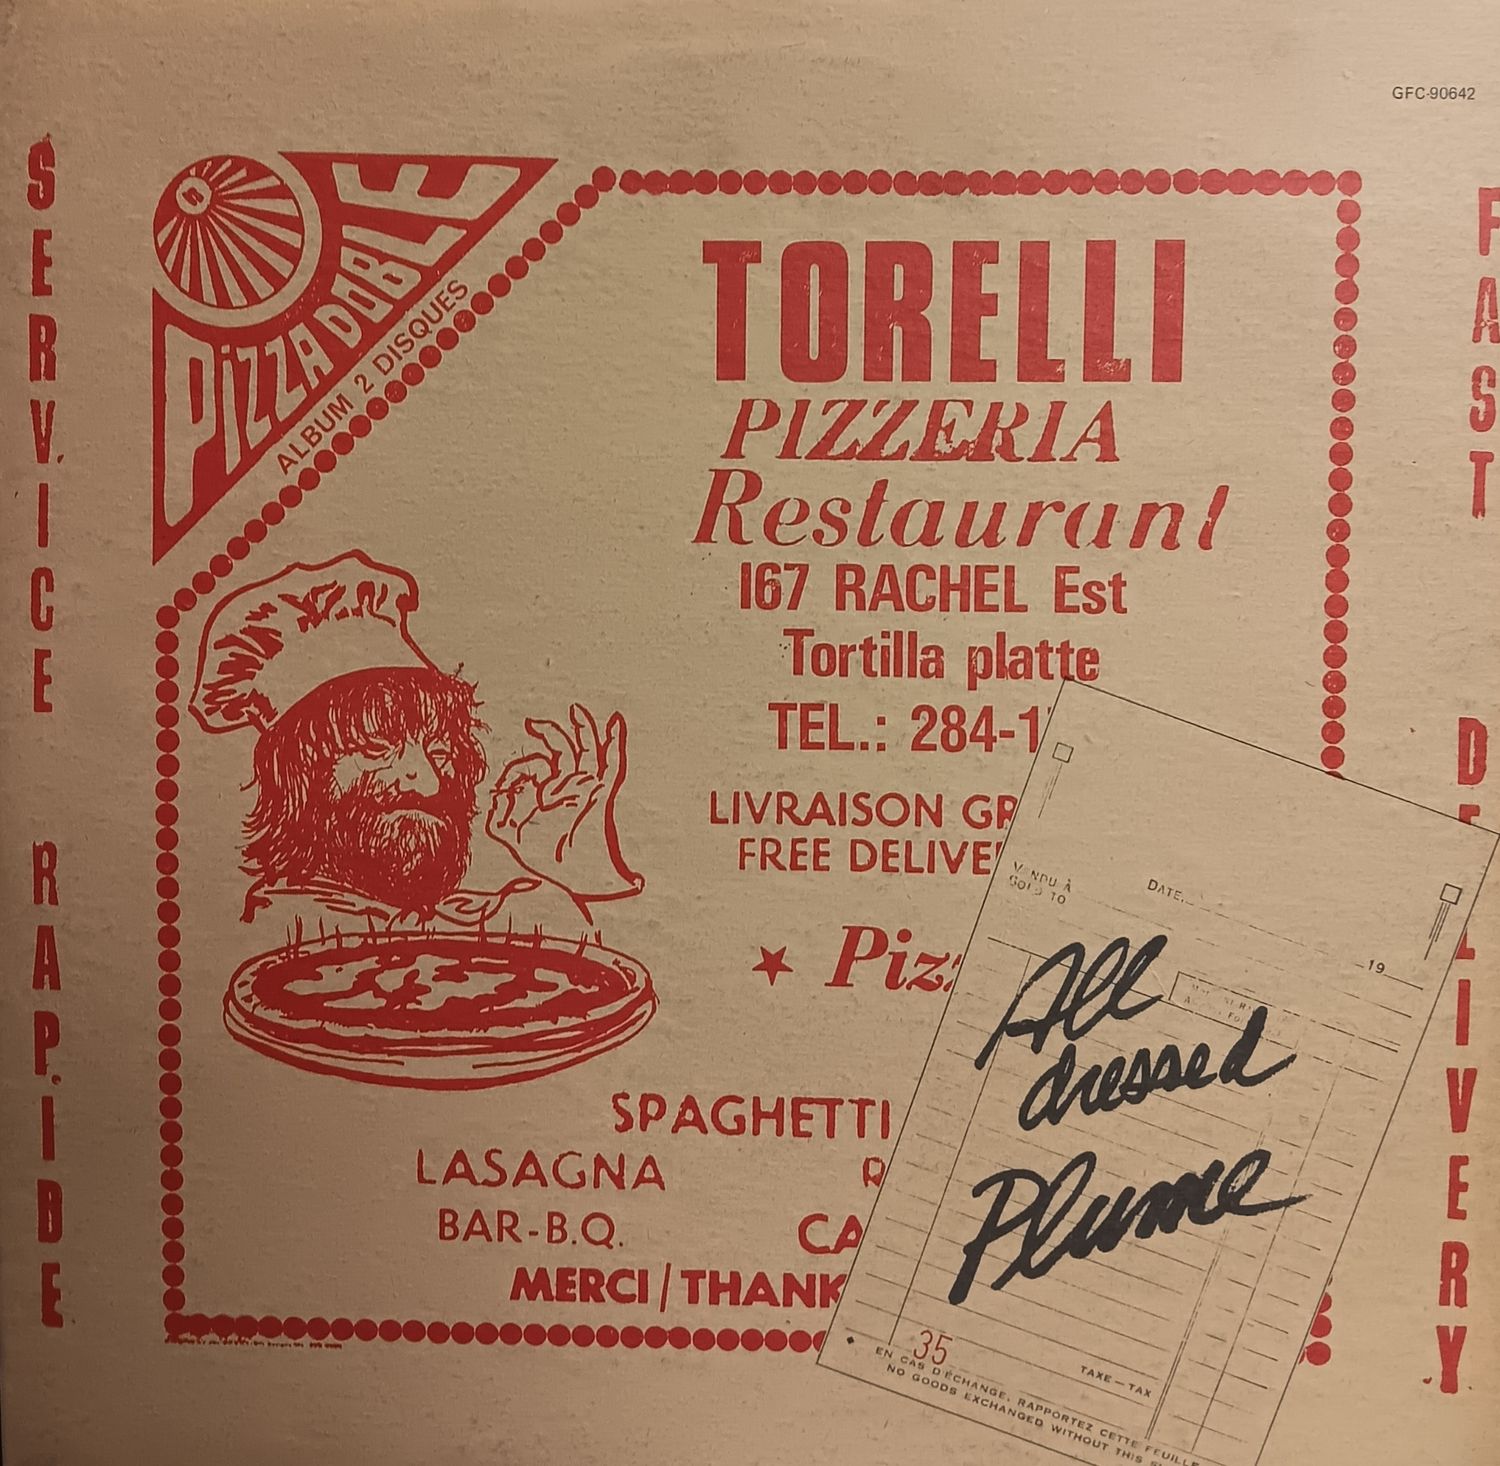 GFC-90642
SERVICE RAPIDE
PIZZA DOBLE
ALBUM 2 DISQUES
TORELLI
PIZZERIA
Restaurant
167 RACHEL Est
Tortilla platte
TEL.: 284-1
LIVRAISON GR
FREE DELIVE
★ Piz
SPAGHETTI
LASAGNA R
BAR-B.Q. CA
MERCI/THANK
FAST DELIVERY
VENDU À
SOLD TO
DATE
19
All
dressed
Plume
35
TAXE-TAX
EN CAS D'ÉCHANGE, RAPPORTEZ CETTE FEUILLE
NO GOODS EXCHANGED WITHOUT THIS